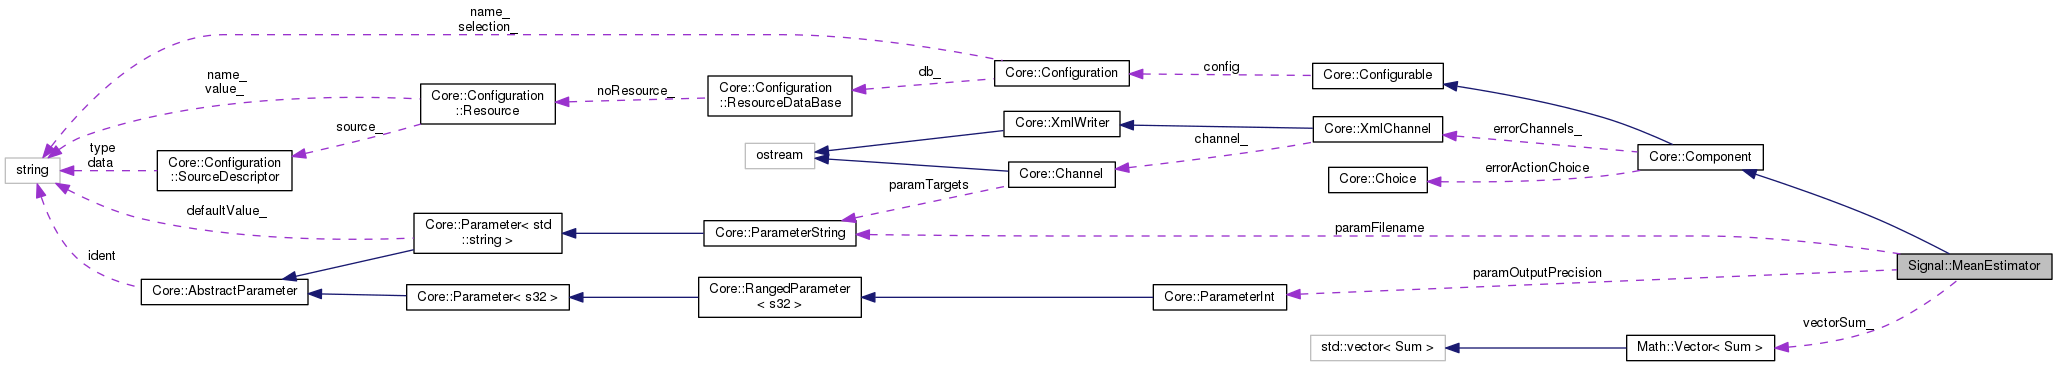 name_
selection_
name_
value_
Core::Configuration
::Resource
noResource_
Core::Configuration
::ResourceDataBase
db_
Core::Configuration
config
Core::Configurable
source_
Core::XmlWriter
Core::XmlChannel
errorChannels_
type
data
Core::Configuration
::SourceDescriptor
ostream
channel_
Core::Component
string
Core::Channel
Core::Choice
errorActionChoice
paramTargets
defaultValue_
Core::Parameter< std
::string >
Core::ParameterString
paramFilename
ident
Signal::MeanEstimator
Core::AbstractParameter
Core::Parameter< s32 >
Core::RangedParameter
< s32 >
Core::ParameterInt
paramOutputPrecision
vectorSum_
std::vector< Sum >
Math::Vector< Sum >